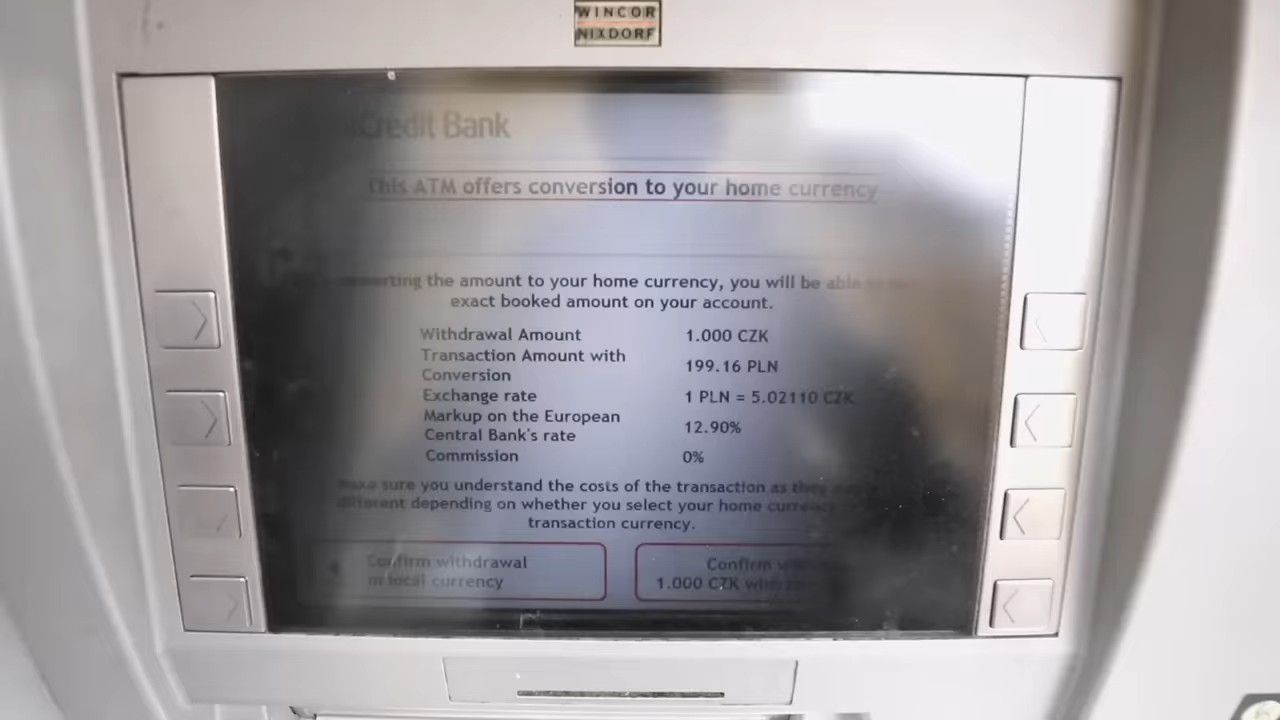 WINCOR
NIXDORF
Credit Bank
This ATM offers conversion to your home currency
the amount to your home currency, you will be able
exact booked amount on your account.
Withdrawal Amount 1.000 CZK
Transaction Amount with
Conversion 199.16 PLN
Exchange rate 1 PLN = 5.02110 CZK
Markup on the European
Central Bank's rate 12.90%
Commission 0%
sure you understand the costs of the transaction as they
different depending on whether you select your home
transaction currency.
Confirm withdrawal
in local currency
Confirm
1.000 CZK